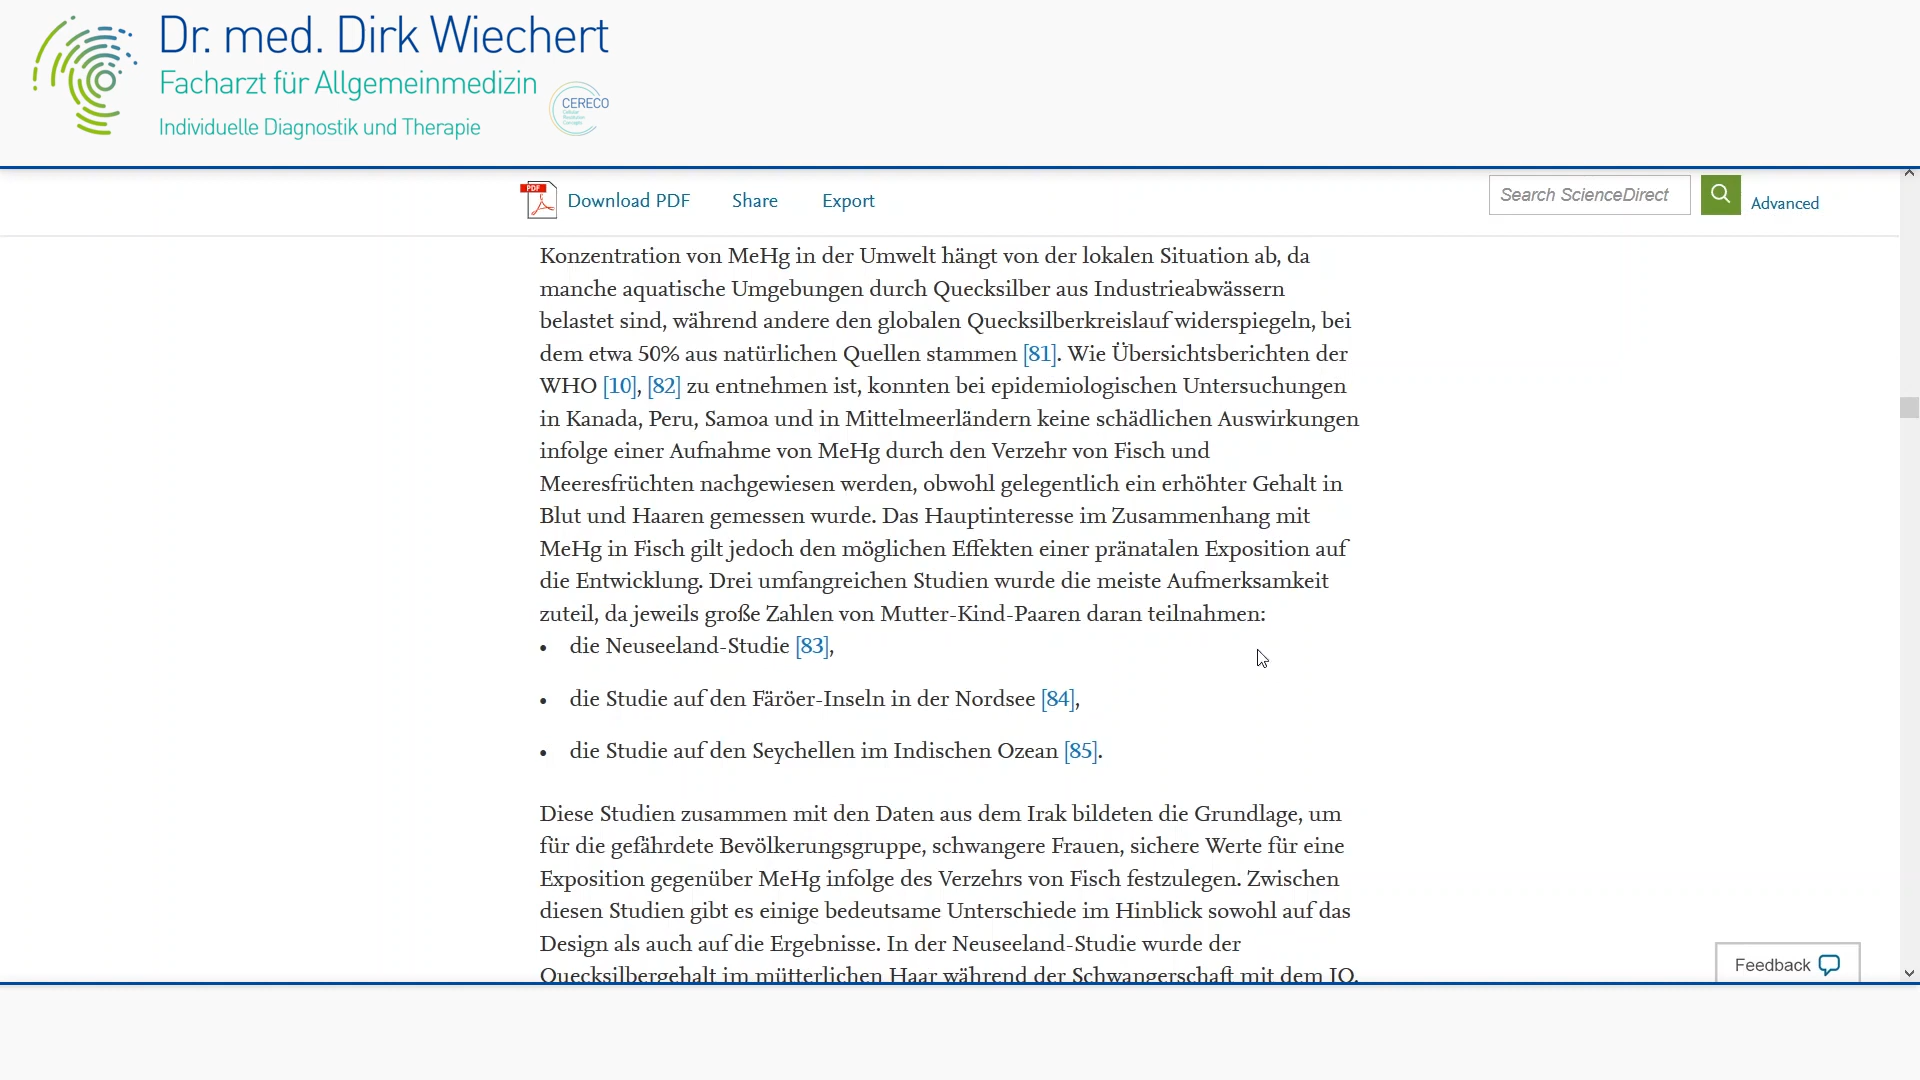 Dr. med. Dirk Wiechert
Facharzt für Allgemeinmedizin
CERECO
Individuelle Diagnostik und Therapie
PDF
Download PDF
Share
Export
Search ScienceDirect
Advanced
Konzentration von MeHg in der Umwelt hängt von der lokalen Situation ab, da
manche aquatische Umgebungen durch Quecksilber aus Industrieabwässern
belastet sind, während andere den globalen Quecksilberkreislauf widerspiegeln, bei
dem etwa 50% aus natürlichen Quellen stammen [81]. Wie Übersichtsberichten der
WHO [10], [82] zu entnehmen ist, konnten bei epidemiologischen Untersuchungen
in Kanada, Peru, Samoa und in Mittelmeerländern keine schädlichen Auswirkungen
infolge einer Aufnahme von MeHg durch den Verzehr von Fisch und
Meeresfrüchten nachgewiesen werden, obwohl gelegentlich ein erhöhter Gehalt in
Blut und Haaren gemessen wurde. Das Hauptinteresse im Zusammenhang mit
MeHg in Fisch gilt jedoch den möglichen Effekten einer pränatalen Exposition auf
die Entwicklung. Drei umfangreichen Studien wurde die meiste Aufmerksamkeit
zuteil, da jeweils große Zahlen von Mutter-Kind-Paaren daran teilnahmen:
• die Neuseeland-Studie [83],
• die Studie auf den Färöer-Inseln in der Nordsee [84],
• die Studie auf den Seychellen im Indischen Ozean [85].
Diese Studien zusammen mit den Daten aus dem Irak bildeten die Grundlage, um
für die gefährdete Bevölkerungsgruppe, schwangere Frauen, sichere Werte für eine
Exposition gegenüber MeHg infolge des Verzehrs von Fisch festzulegen. Zwischen
diesen Studien gibt es einige bedeutsame Unterschiede im Hinblick sowohl auf das
Design als auch auf die Ergebnisse. In der Neuseeland-Studie wurde der
Quecksilbergehalt im mütterlichen Haar während der Schwangerschaft mit dem IQ,
Feedback